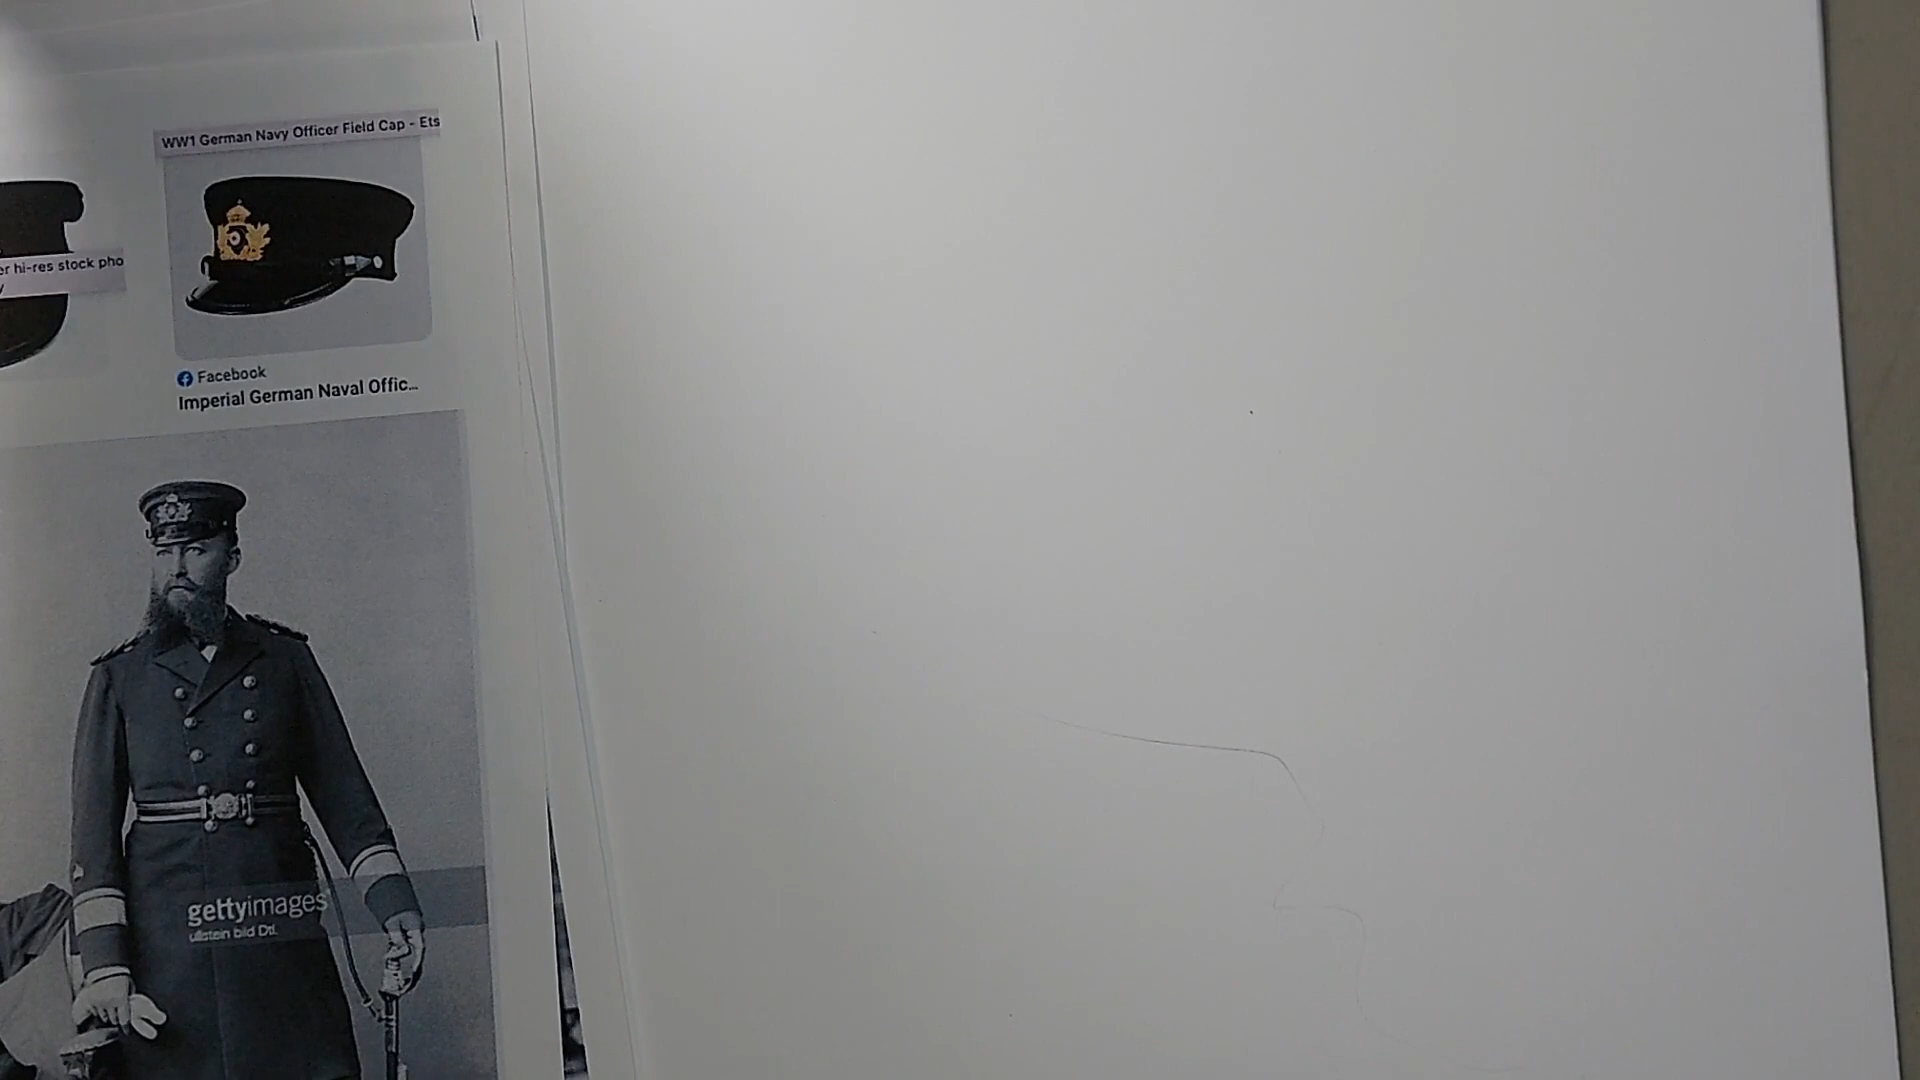 WW1 German Navy Officer Field Cap - Ets
er hi-res stock pho
y
Facebook
Imperial German Naval Offic...
gettyimages
ullstein bild Dtl.